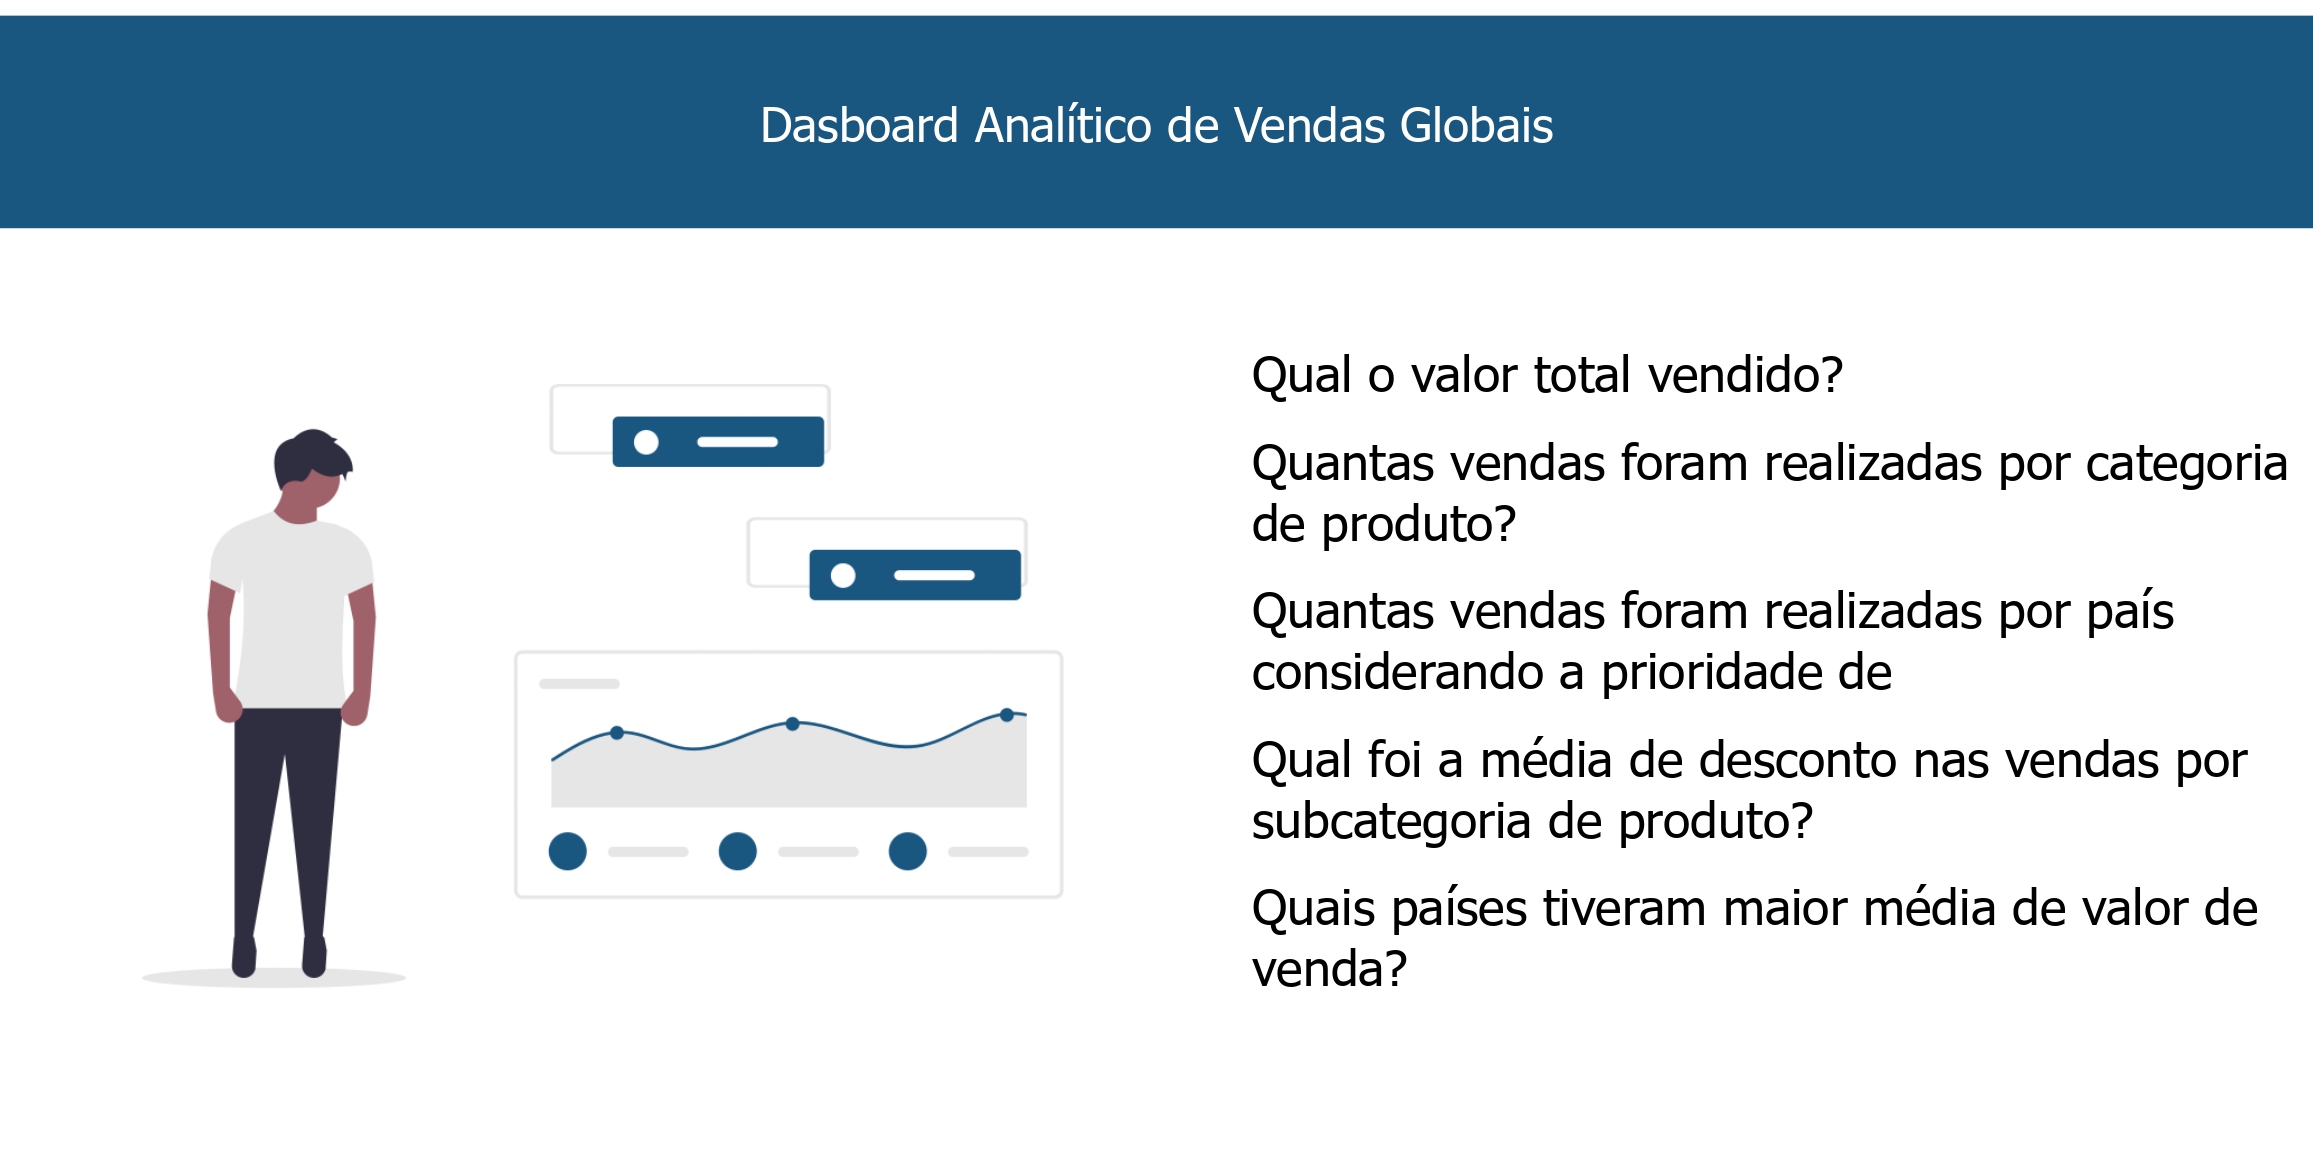 Dasboard Analítico de Vendas Globais
Qual o valor total vendido?
Quantas vendas foram realizadas por categoria
de produto?
Quantas vendas foram realizadas por país
considerando a prioridade de
Qual foi a média de desconto nas vendas por
subcategoria de produto?
Quais países tiveram maior média de valor de
venda?